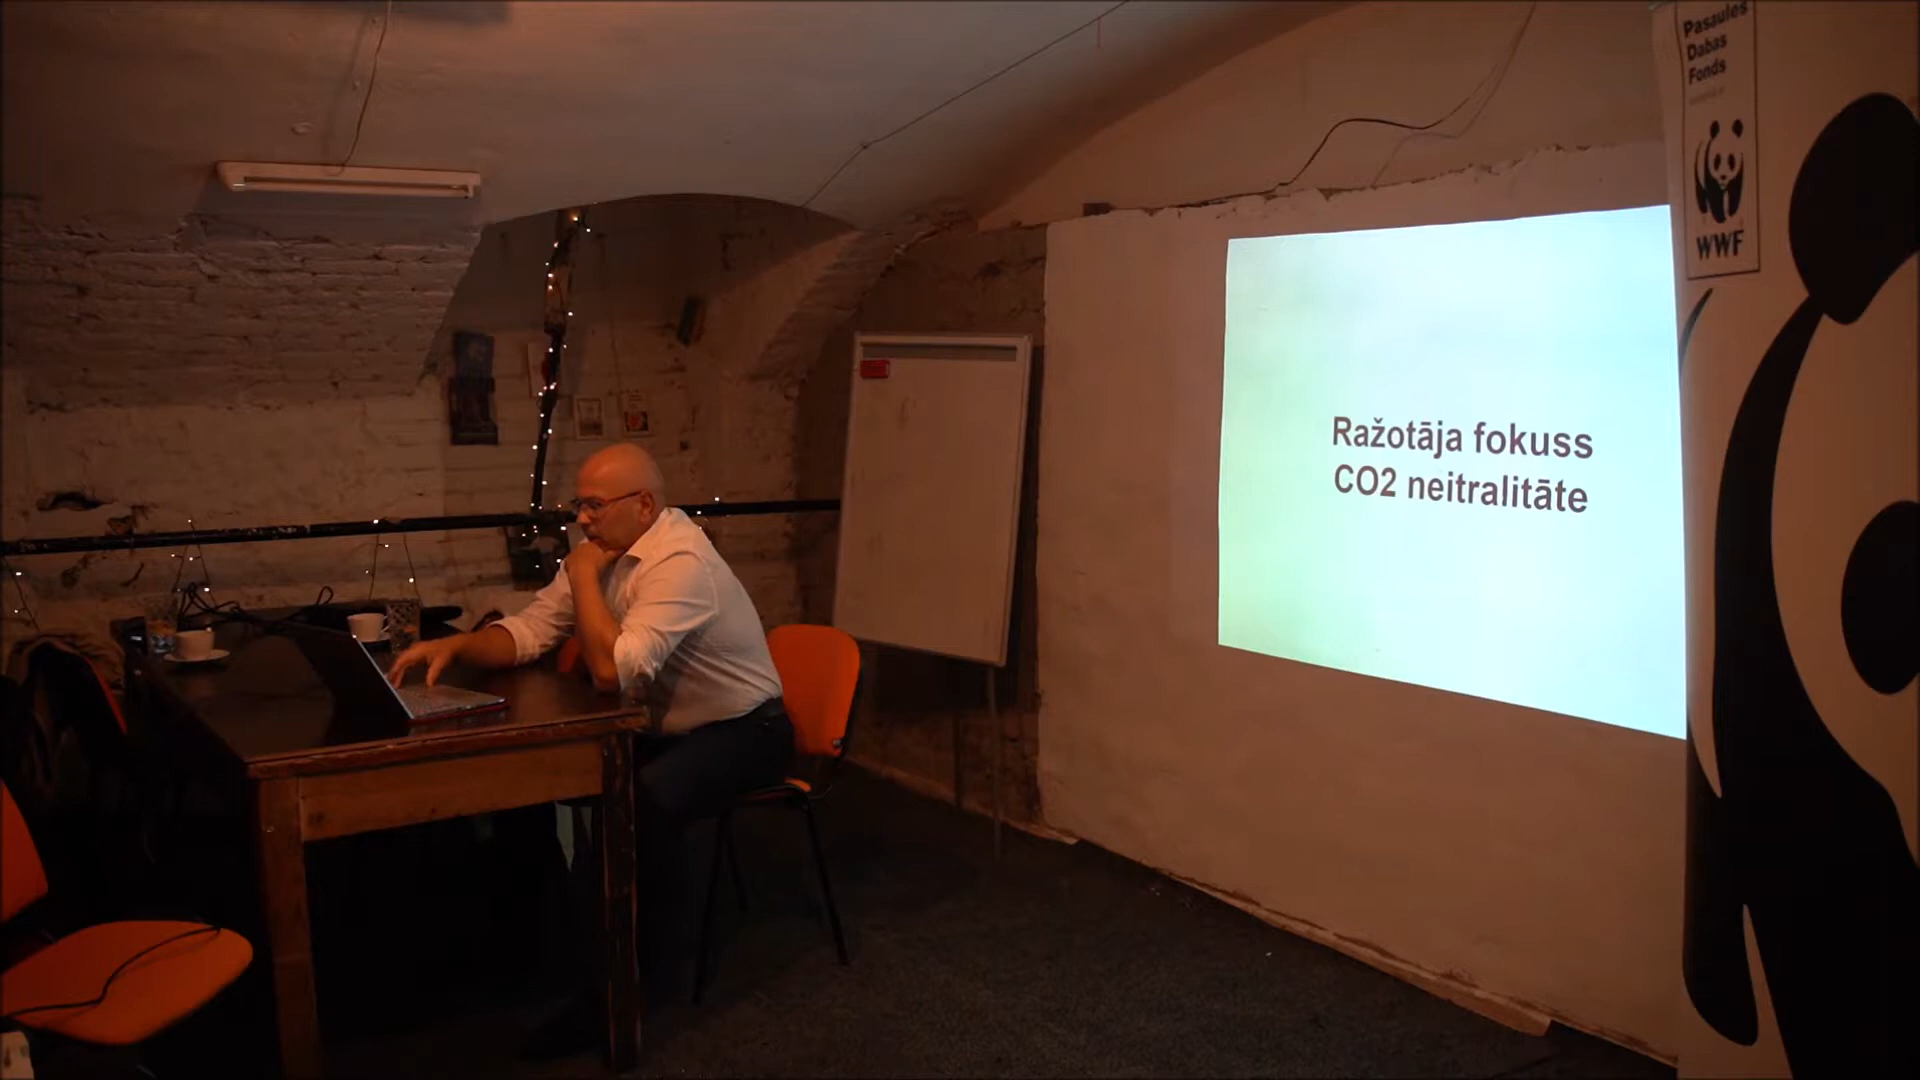 Ražotāja fokuss
CO2 neitralitāte
Pasaules
Dabas
Fonds
WWF